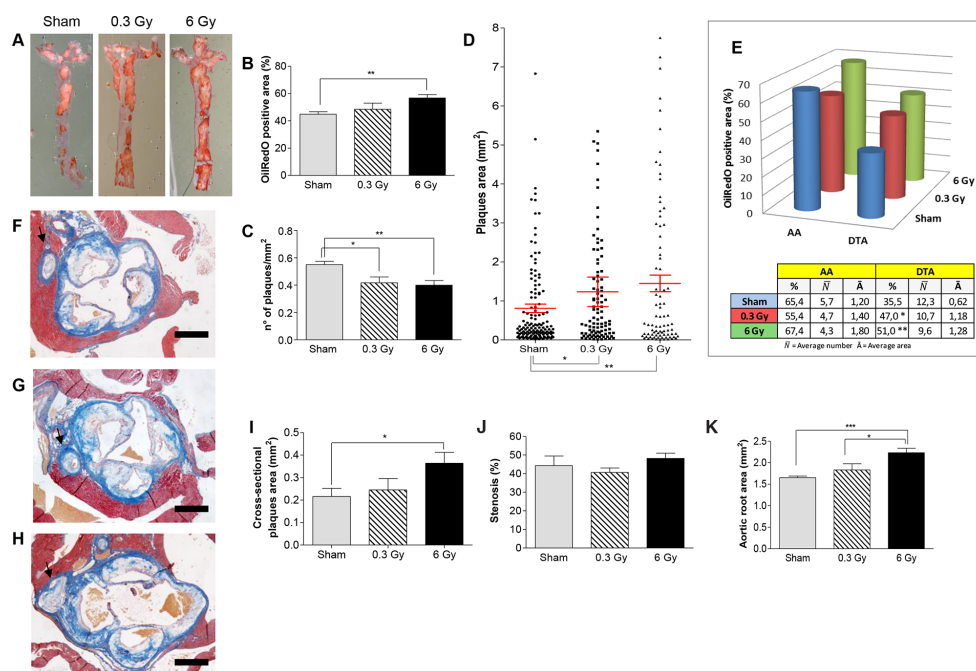 Sham 0.3 Gy 6 Gy
A
B
OilRedO positive area (%)
80
60
40
20
0
**
Sham 0.3 Gy 6 Gy
C
n° of plaques/mm²
0.8
0.6
0.4
0.2
0.0
*
**
Sham 0.3 Gy 6 Gy
D
Plaques area (mm²)
8
7
6
5
4
3
2
1
0
Sham 0.3 Gy 6 Gy
*
**
E
OilRedO positive area (%)
70
60
50
40
30
20
10
0
AA DTA
6 Gy
0.3 Gy
Sham
AA DTA
% N̄ Ā % N̄ Ā
Sham 65,4 5,7 1,20 35,5 12,3 0,62
0.3 Gy 55,4 4,7 1,40 47,0 * 10,7 1,18
6 Gy 67,4 4,3 1,80 51,0 ** 9,6 1,28
N̄ = Average number Ā = Average area
F
G
H
I
Cross-sectional
plaques area (mm²)
0.5
0.4
0.3
0.2
0.1
0.0
*
Sham 0.3 Gy 6 Gy
J
Stenosis (%)
60
50
40
30
20
10
0
Sham 0.3 Gy 6 Gy
K
Aortic root area (mm²)
2.5
2.0
1.5
1.0
0.5
0.0
***
*
Sham 0.3 Gy 6 Gy